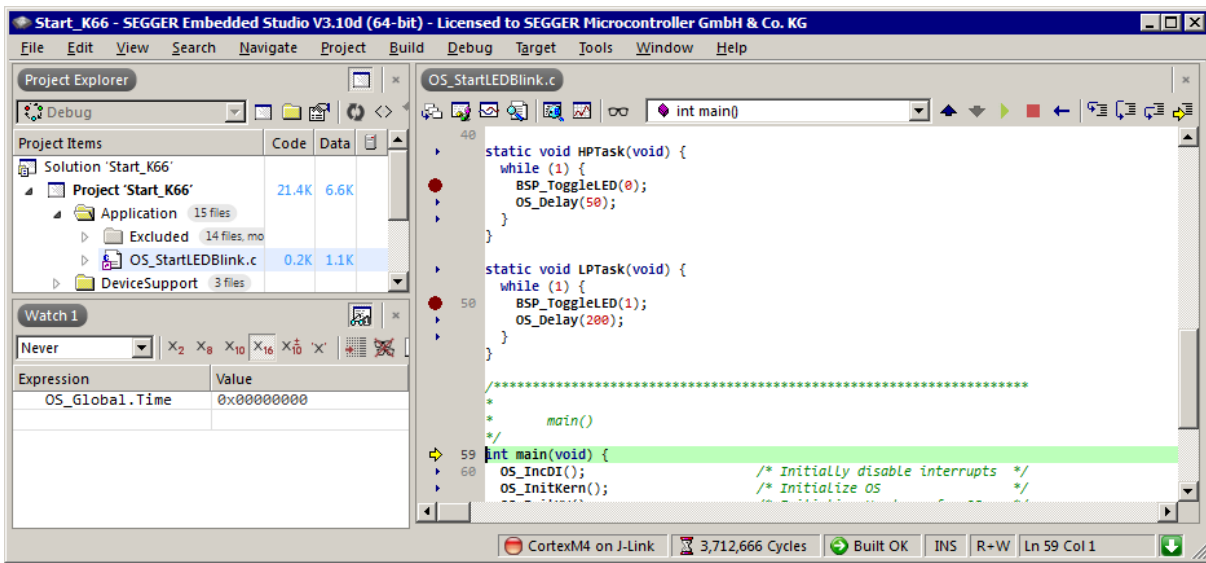 Start_K66 - SEGGER Embedded Studio V3.10d (64-bit) - Licensed to SEGGER Microcontroller GmbH & Co. KG
File Edit View Search Navigate Project Build Debug Target Tools Window Help
Project Explorer
Debug
Project Items Code Data
Solution 'Start_K66'
Project 'Start_K66' 21.4K 6.6K
Application 15 files
Excluded 14 files, mo
OS_StartLEDBlink.c 0.2K 1.1K
DeviceSupport 3 files
Watch 1
Never X2 X8 X10 X16 X±10 'X'
Expression Value
OS_Global.Time 0x00000000
OS_StartLEDBlink.c
int main()
40
static void HPTask(void) {
while (1) {
BSP_ToggleLED(0);
OS_Delay(50);
}
}
static void LPTask(void) {
while (1) {
50 BSP_ToggleLED(1);
OS_Delay(200);
}
}
/*********************************************************************
*
* main()
*/
59 int main(void) {
60 OS_IncDI(); /* Initially disable interrupts */
OS_InitKern(); /* Initialize OS */
CortexM4 on J-Link 3,712,666 Cycles Built OK INS R+W Ln 59 Col 1